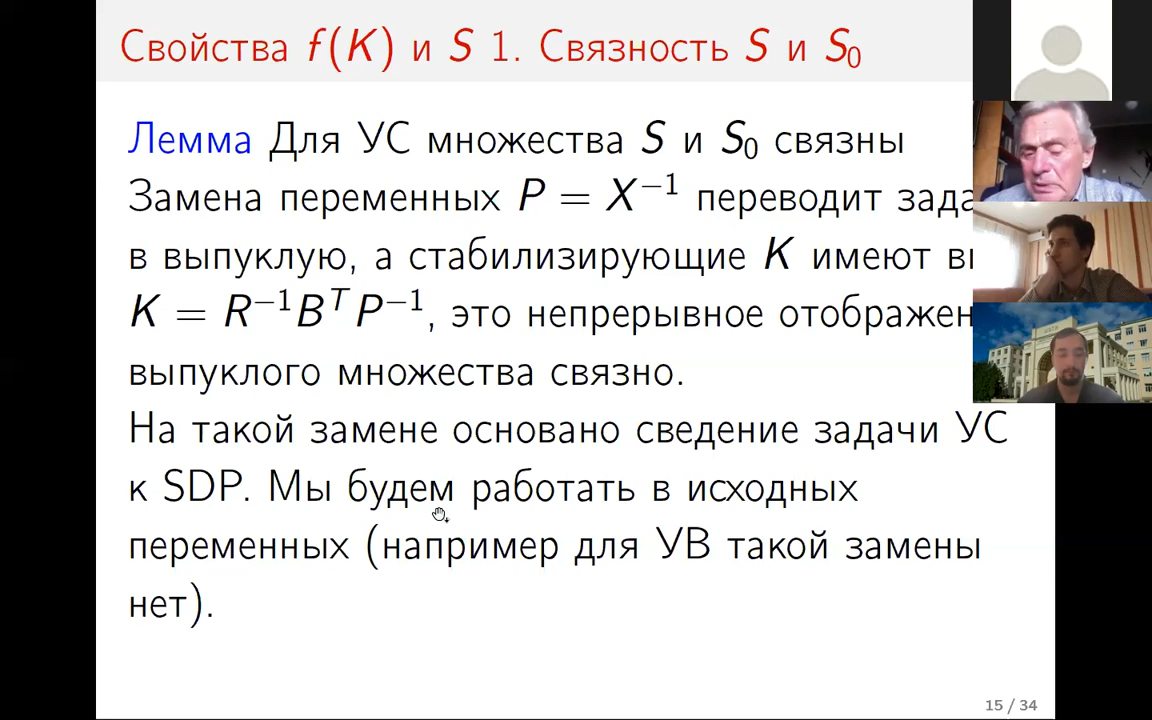 Свойства f(K) и S 1. Связность S и S₀
Лемма Для УС множества S и S₀ связны
Замена переменных P = X⁻¹ переводит зада
в выпуклую, а стабилизирующие K имеют в
K = R⁻¹BᵀP⁻¹, это непрерывное отображен
выпуклого множества связно.
На такой замене основано сведение задачи УС
к SDP. Мы будем работать в исходных
переменных (например для УВ такой замены
нет).
15 / 34